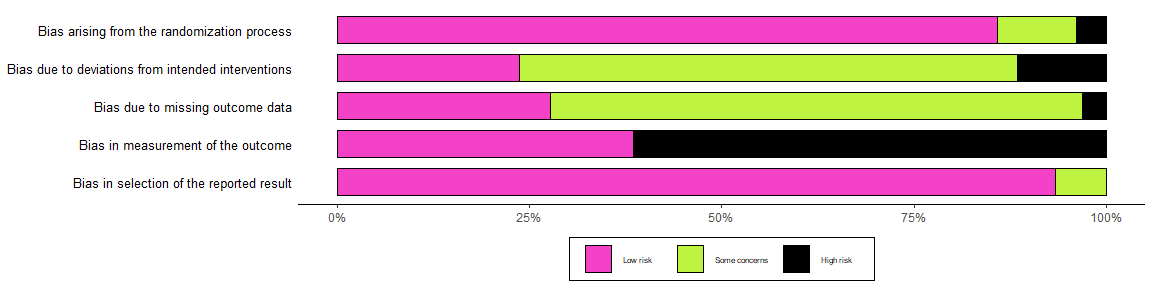 Bias arising from the randomization process
Bias due to deviations from intended interventions
Bias due to missing outcome data
Bias in measurement of the outcome
Bias in selection of the reported result
0% 25% 50% 75% 100%
Low risk Some concerns High risk